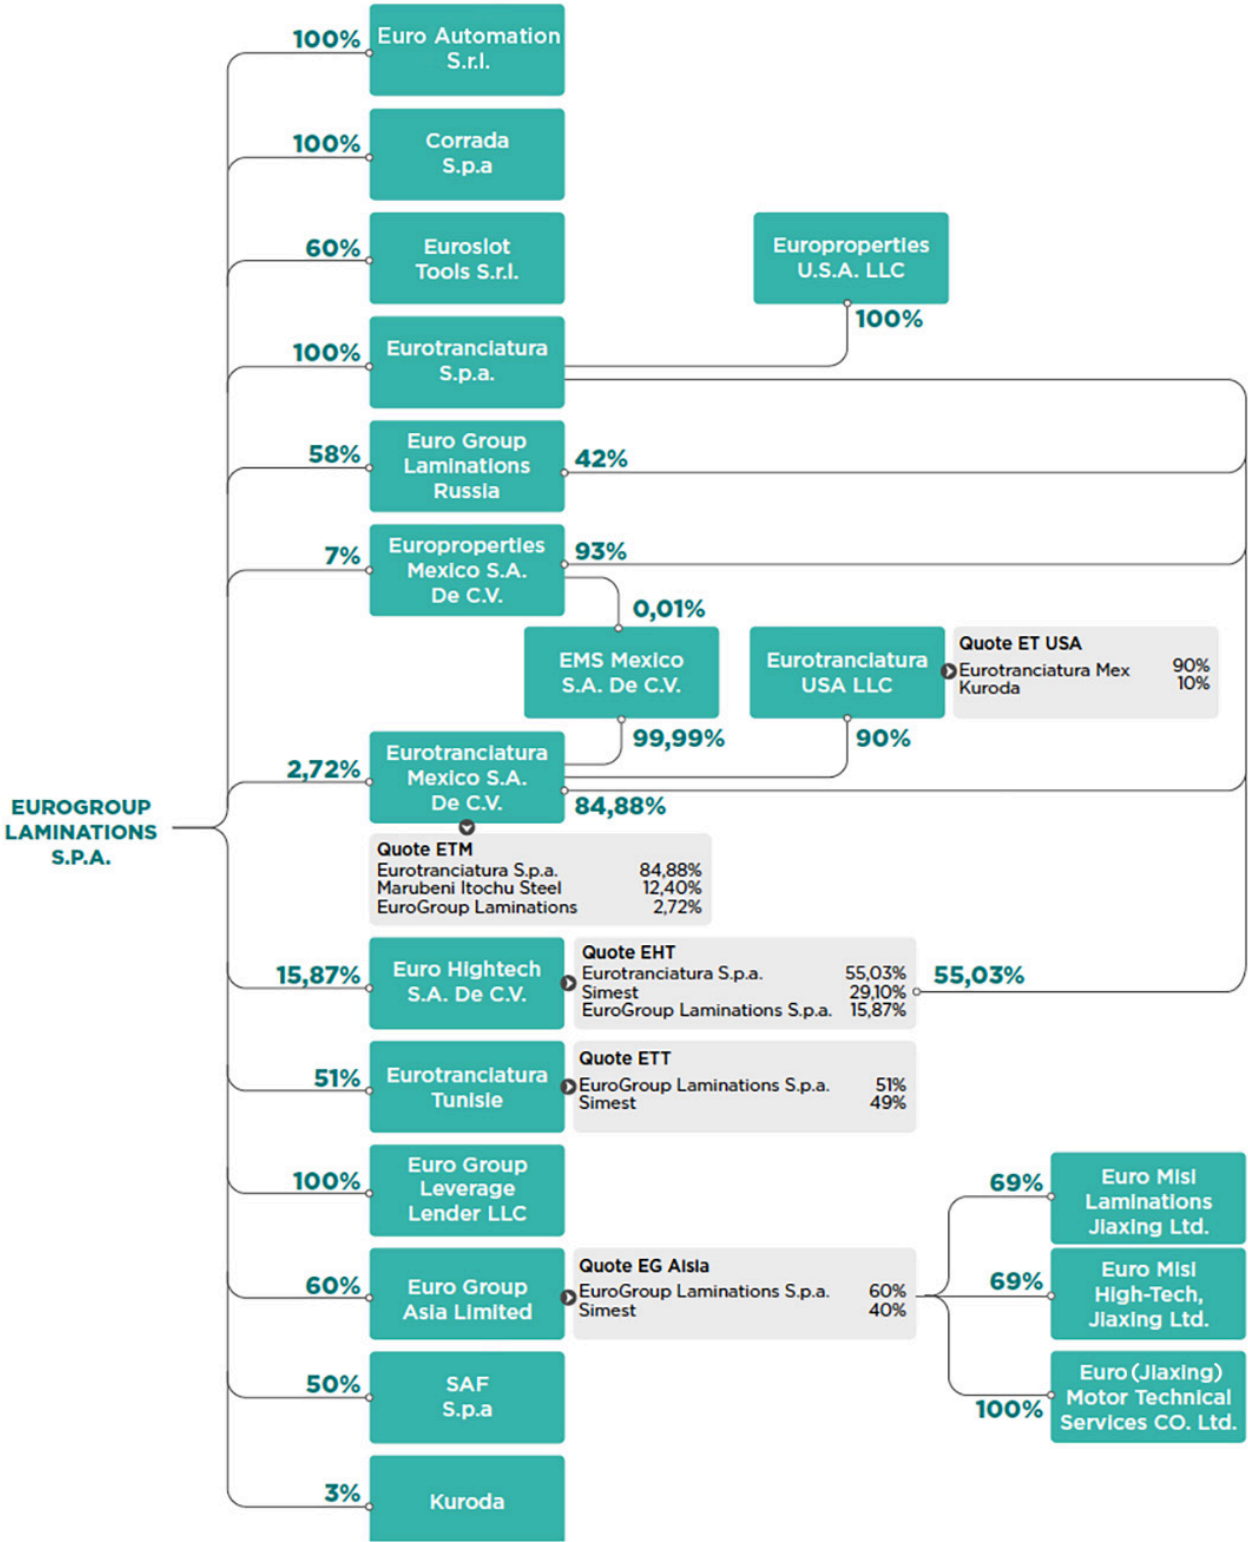 100%
Euro Automation
S.r.l.
100%
Corrada
S.p.a
60%
Euroslot
Tools S.r.l.
Europroperties
U.S.A. LLC
100%
100%
Eurotranciatura
S.p.a.
58%
Euro Group
Laminations
Russia
42%
7%
Europroperties
Mexico S.A.
De C.V.
93%
0,01%
EMS Mexico
S.A. De C.V.
Eurotranciatura
USA LLC
Quote ET USA
Eurotranciatura Mex 90%
Kuroda 10%
99,99%
90%
2,72%
Eurotranciatura
Mexico S.A.
De C.V.
84,88%
EUROGROUP
LAMINATIONS
S.P.A.
Quote ETM
Eurotranciatura S.p.a. 84,88%
Marubeni Itochu Steel 12,40%
EuroGroup Laminations 2,72%
15,87%
Euro Hightech
S.A. De C.V.
Quote EHT
Eurotranciatura S.p.a. 55,03%
Simest 29,10%
EuroGroup Laminations S.p.a. 15,87%
55,03%
51%
Eurotranciatura
Tunisie
Quote ETT
EuroGroup Laminations S.p.a. 51%
Simest 49%
100%
Euro Group
Leverage
Lender LLC
60%
Euro Group
Asia Limited
Quote EG Aisia
EuroGroup Laminations S.p.a. 60%
Simest 40%
69%
Euro Misi
Laminations
Jiaxing Ltd.
69%
Euro Misi
High-Tech,
Jiaxing Ltd.
100%
Euro (Jiaxing)
Motor Technical
Services CO. Ltd.
50%
SAF
S.p.a
3%
Kuroda